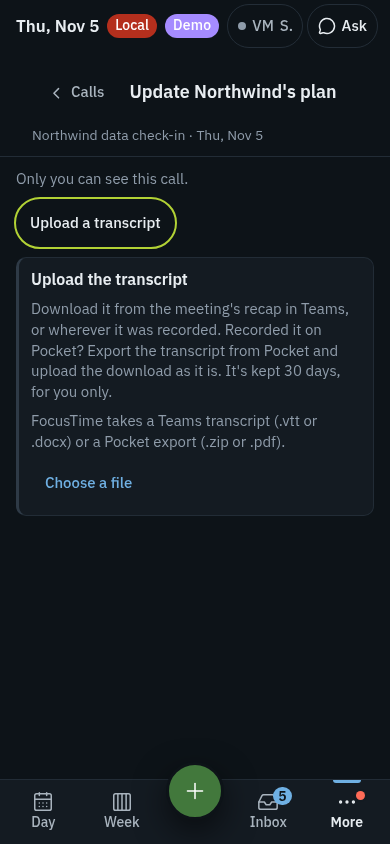 Thu, Nov 5 Local Demo VM S. Ask
Calls Update Northwind's plan
Northwind data check-in · Thu, Nov 5
Only you can see this call.
Upload a transcript
Upload the transcript
Download it from the meeting's recap in Teams,
or wherever it was recorded. Recorded it on
Pocket? Export the transcript from Pocket and
upload the download as it is. It's kept 30 days,
for you only.
FocusTime takes a Teams transcript (.vtt or
.docx) or a Pocket export (.zip or .pdf).
Choose a file
5
Day Week Inbox More